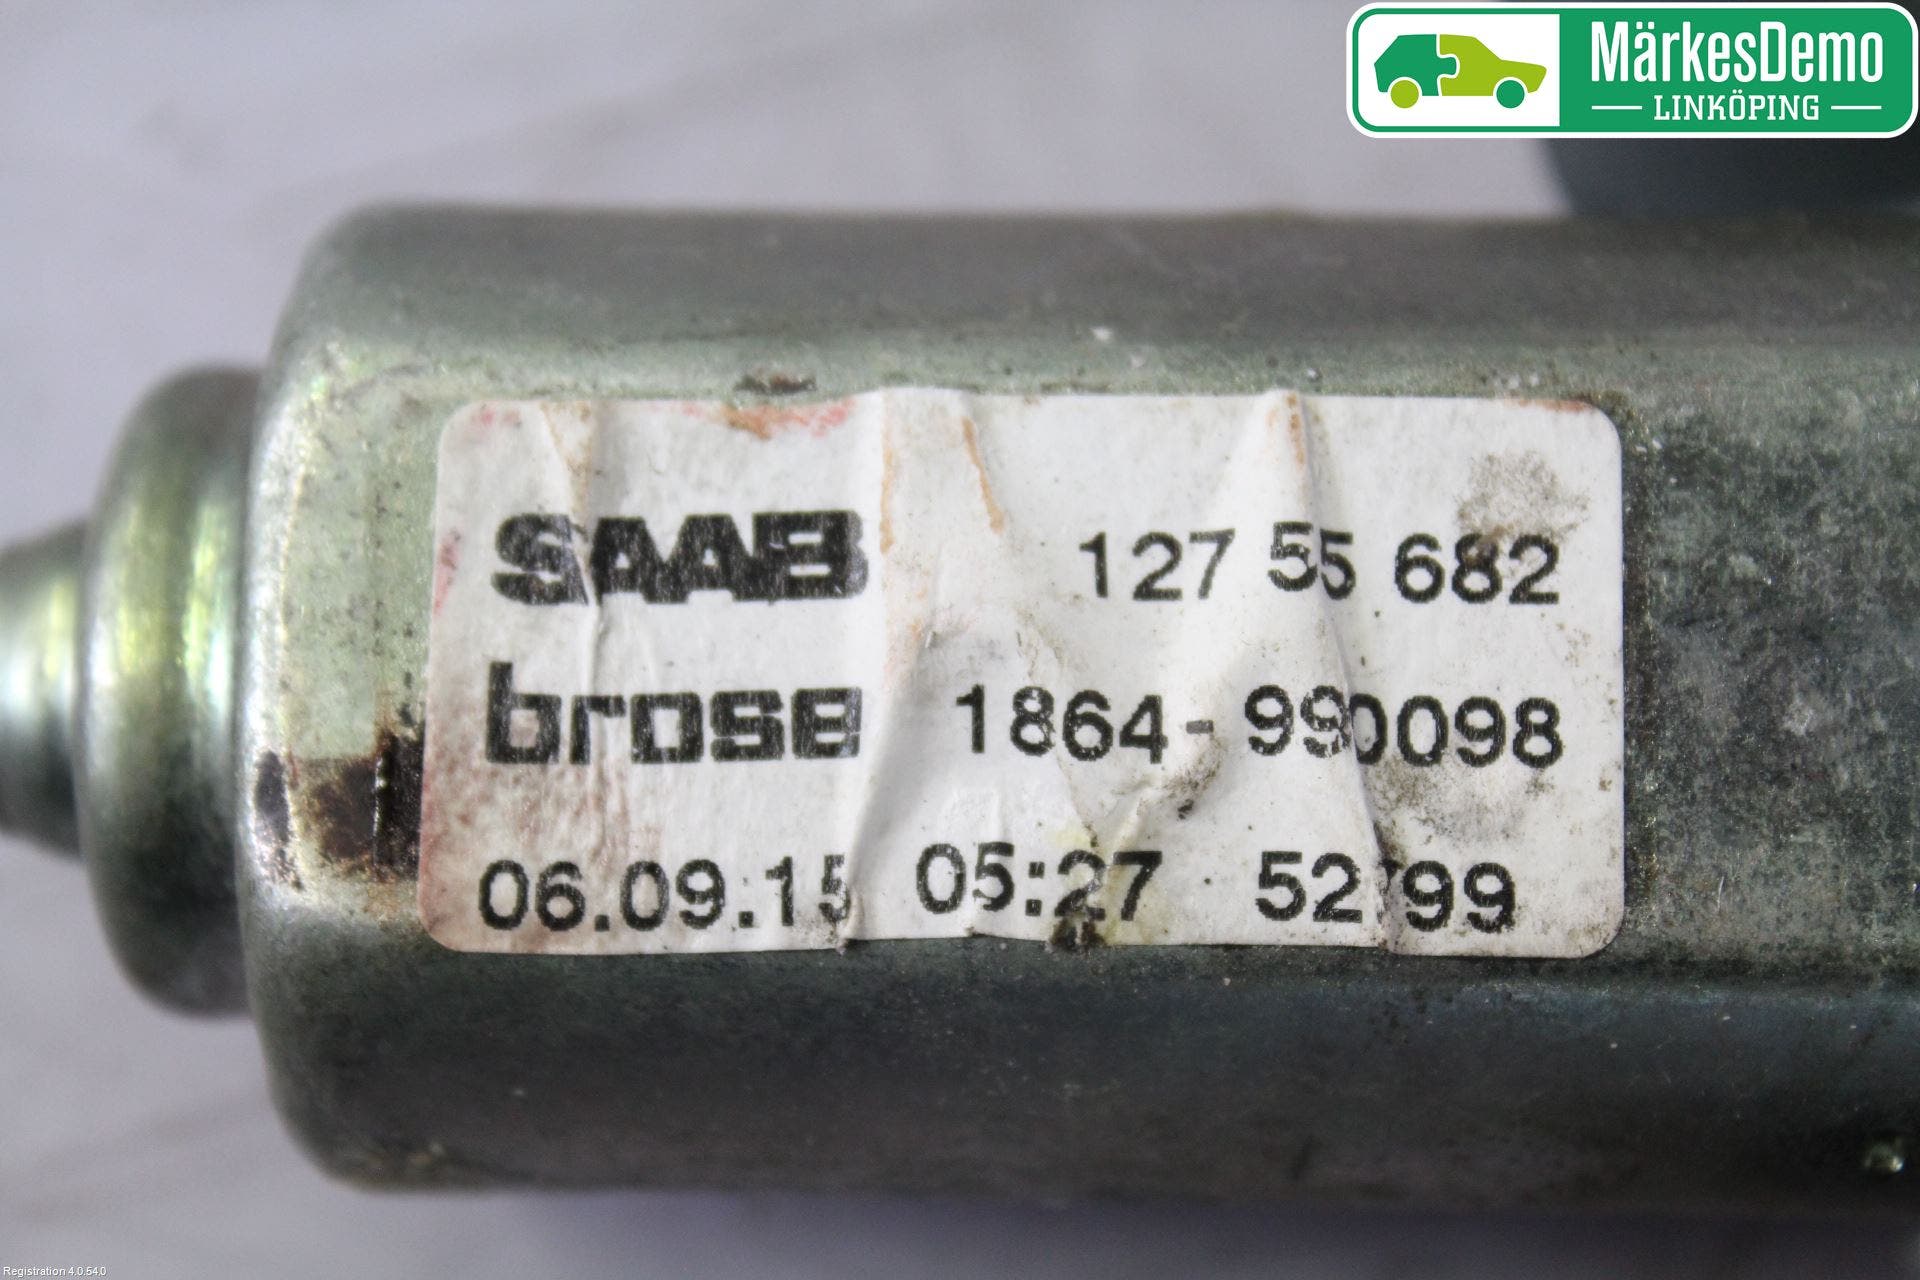 MärkesDemo
LINKÖPING
SAAB 127 55 682
brose 1864-990098
06.09.15 05:27 52799
Registration 4.0.54.0